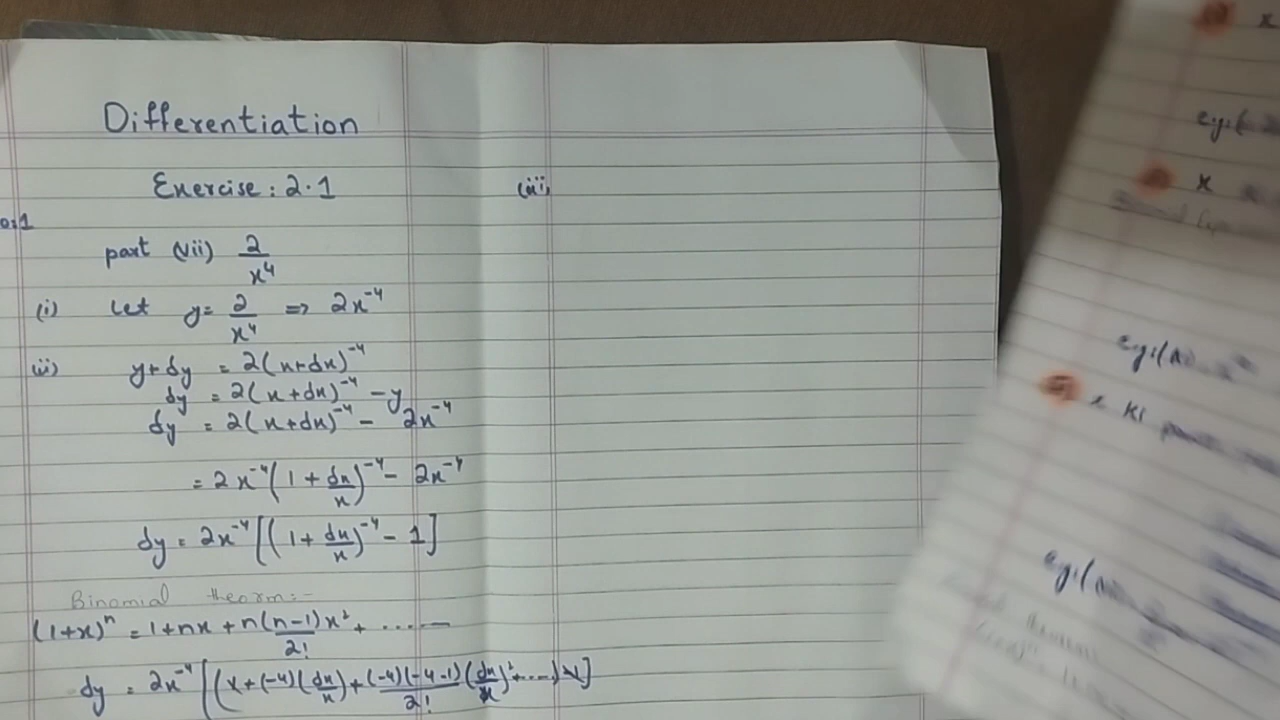 Differentiation
Exercise: 2.1
o:1
part (vii) 2/x⁴
(i) Let y = 2/x⁴ ⇒ 2x⁻⁴
(ii) y+δy = 2(x+δx)⁻⁴
δy = 2(x+δx)⁻⁴ – y
δy = 2(x+δx)⁻⁴ – 2x⁻⁴
= 2x⁻⁴(1+δx/x)⁻⁴ – 2x⁻⁴
δy = 2x⁻⁴[(1+δx/x)⁻⁴ – 1]
Binomial theorm:-
(1+x)ⁿ = 1+nx+n(n-1)x²/2! + ......
δy = 2x⁻⁴[(1+(-4)(δx/x)+(-4)(-4-1)/2!(δx/x)²+...)-1]
(iii)
x
x
x ki